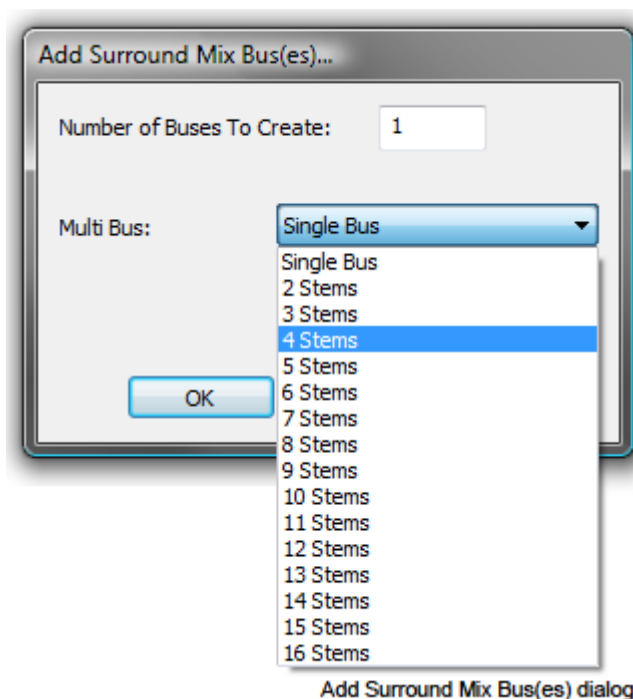 Add Surround Mix Bus(es)...
Number of Buses To Create: 1
Multi Bus: Single Bus
Single Bus
2 Stems
3 Stems
4 Stems
5 Stems
OK
6 Stems
7 Stems
8 Stems
9 Stems
10 Stems
11 Stems
12 Stems
13 Stems
14 Stems
15 Stems
16 Stems
Add Surround Mix Bus(es) dialog